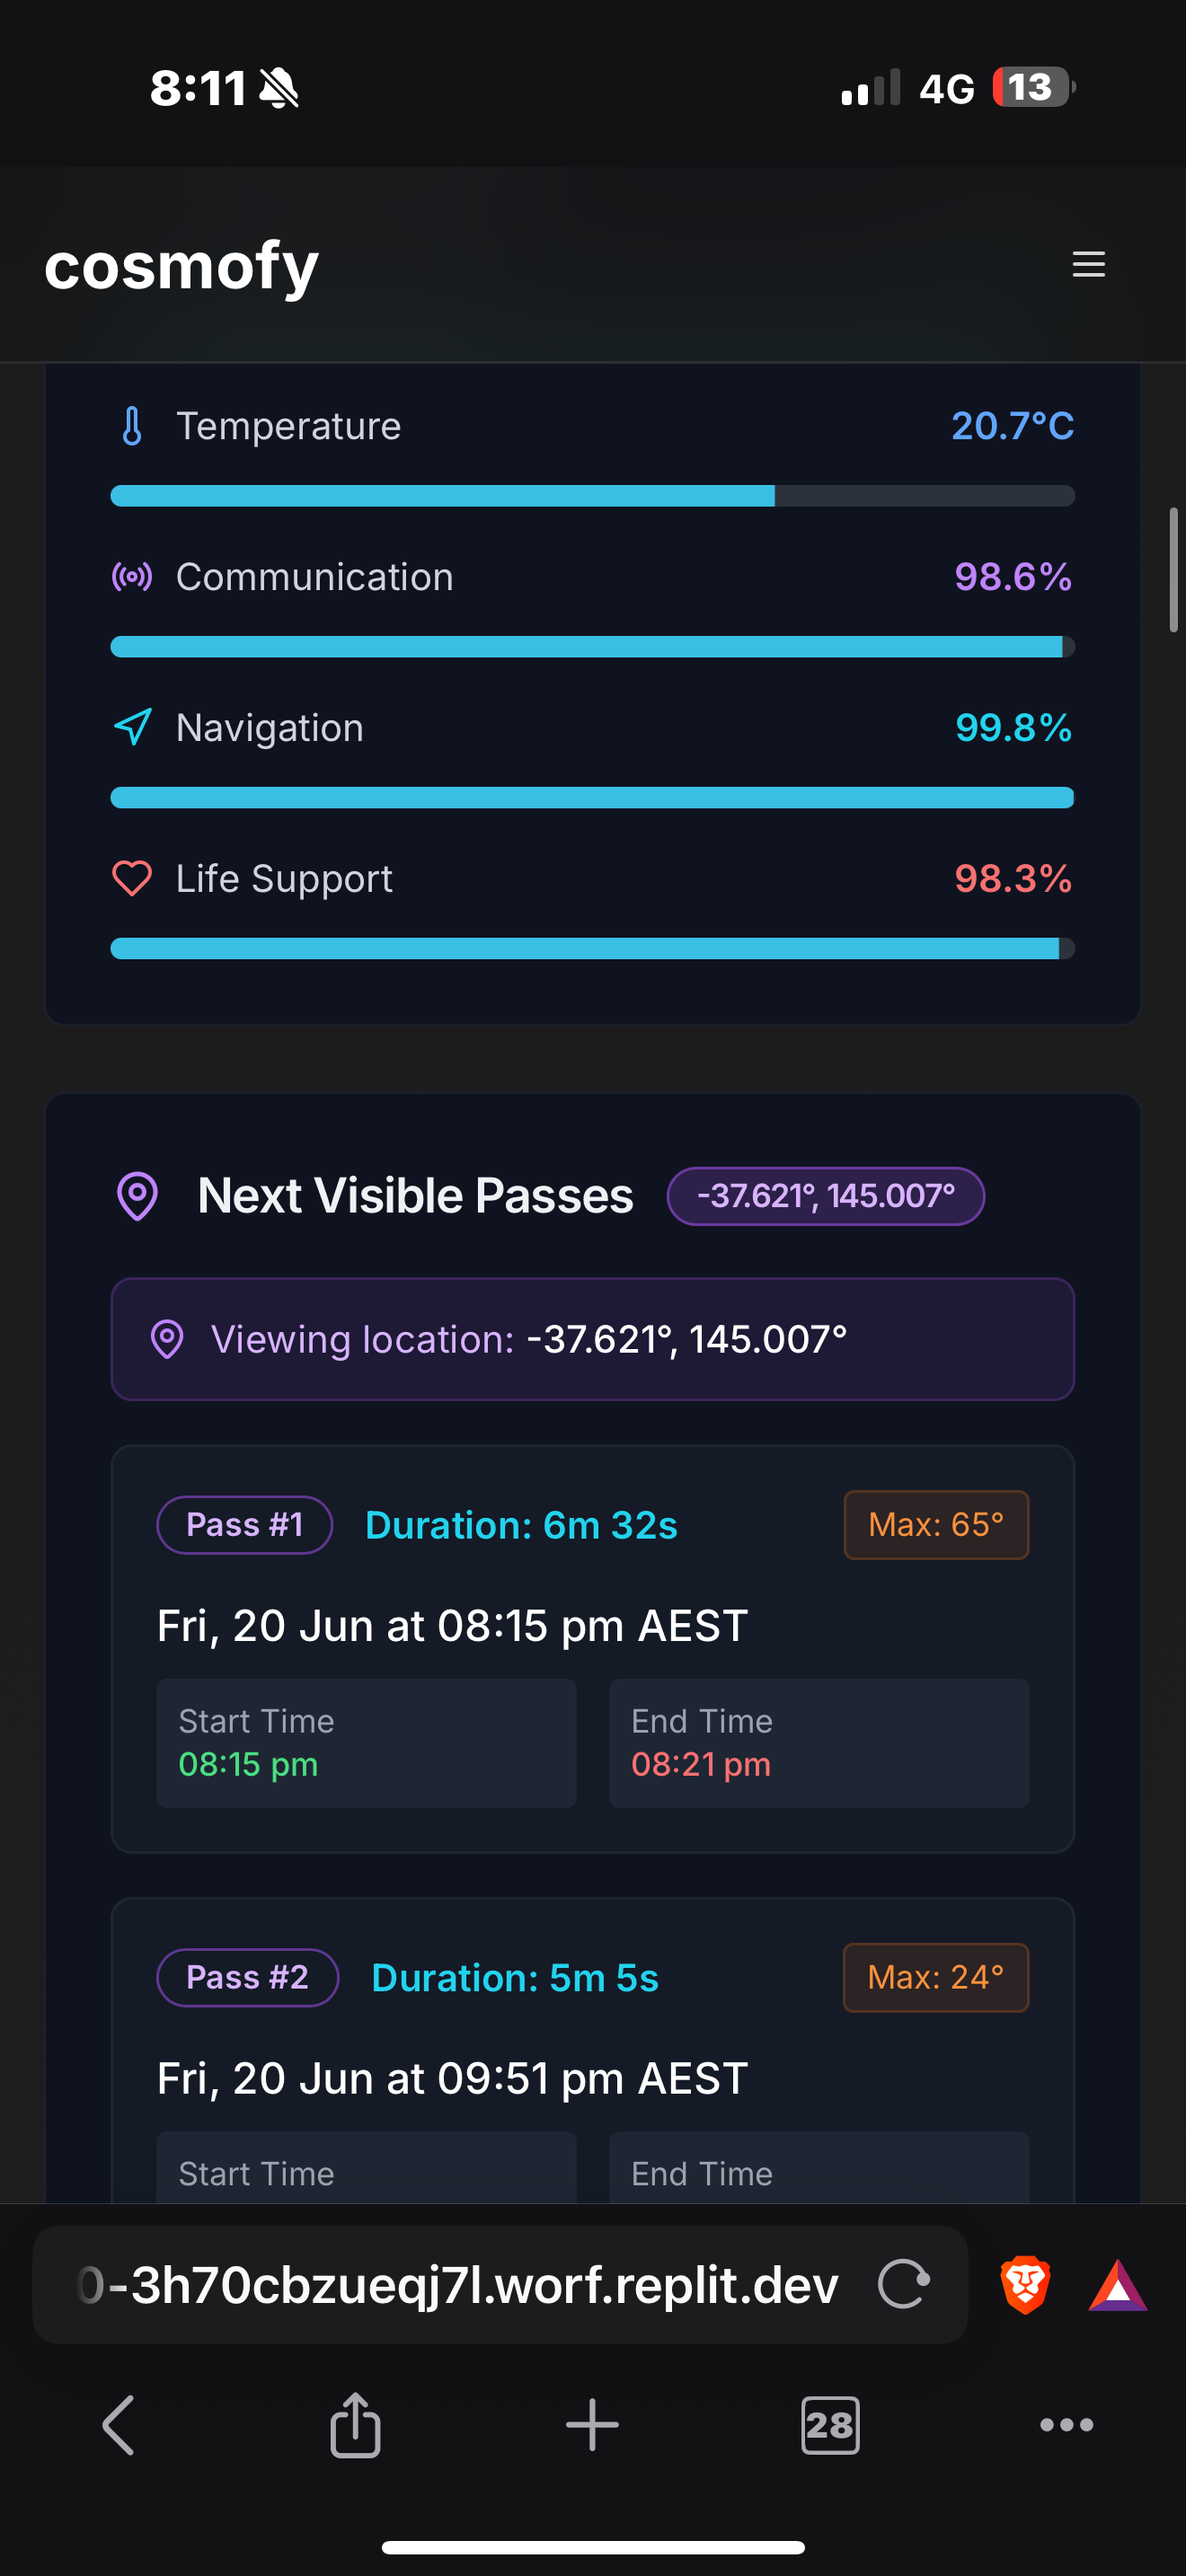 8:11
4G
13
cosmofy
Temperature
20.7°C
Communication
98.6%
Navigation
99.8%
Life Support
98.3%
Next Visible Passes
-37.621°, 145.007°
Viewing location: -37.621°, 145.007°
Pass #1
Duration: 6m 32s
Max: 65°
Fri, 20 Jun at 08:15 pm AEST
Start Time
08:15 pm
End Time
08:21 pm
Pass #2
Duration: 5m 5s
Max: 24°
Fri, 20 Jun at 09:51 pm AEST
Start Time
End Time
0-3h70cbzueqj7l.worf.replit.dev
28